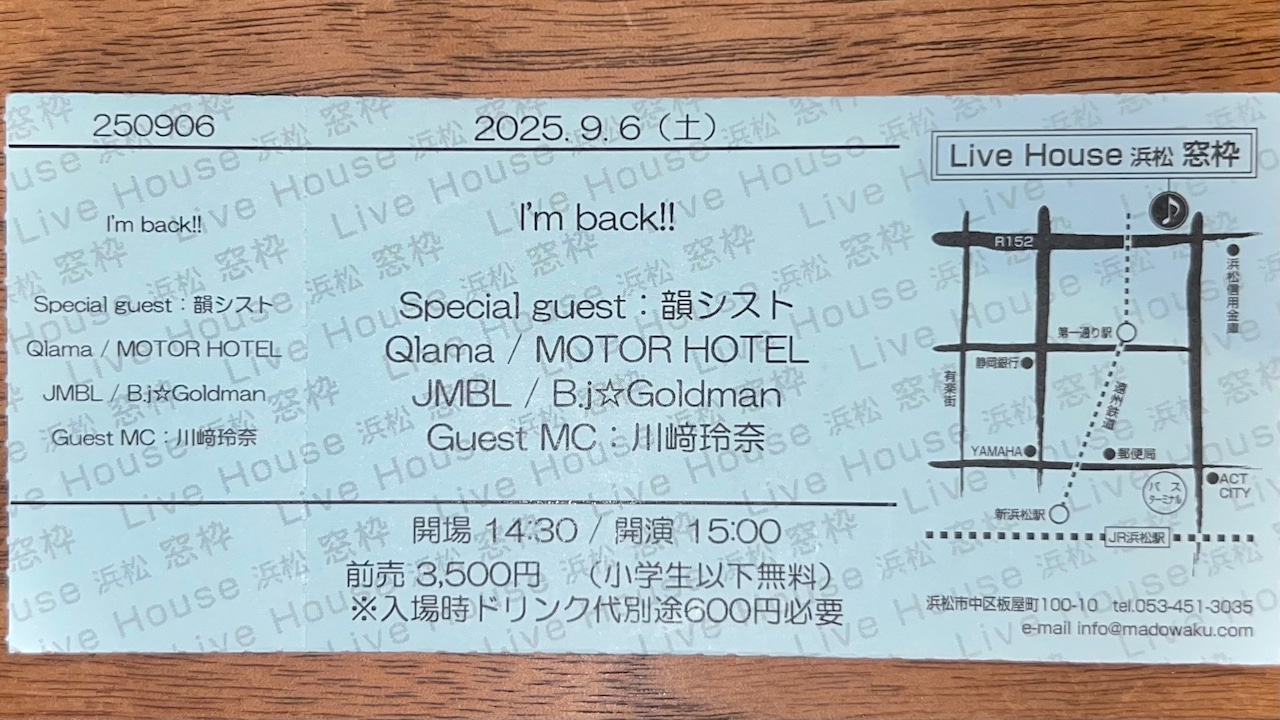 250906
I'm back!!
Special guest：韻シスト
Qlama / MOTOR HOTEL
JMBL / B.j☆Goldman
Guest MC：川﨑玲奈
2025. 9. 6（土）
I'm back!!
Special guest：韻シスト
Qlama / MOTOR HOTEL
JMBL / B.j☆Goldman
Guest MC：川﨑玲奈
開場 14:30 / 開演 15:00
前売 3,500円　（小学生以下無料）
※入場時ドリンク代別途600円必要
Live House 浜松 窓枠
R152
浜松信用金庫
第一通り駅
静岡銀行
有楽街
遠州鉄道
YAMAHA
郵便局
バス
ターミナル
ACT
CITY
新浜松駅
JR浜松駅
浜松市中区板屋町100-10　tel.053-451-3035
e-mail info@madowaku.com
Live House 浜松 窓枠